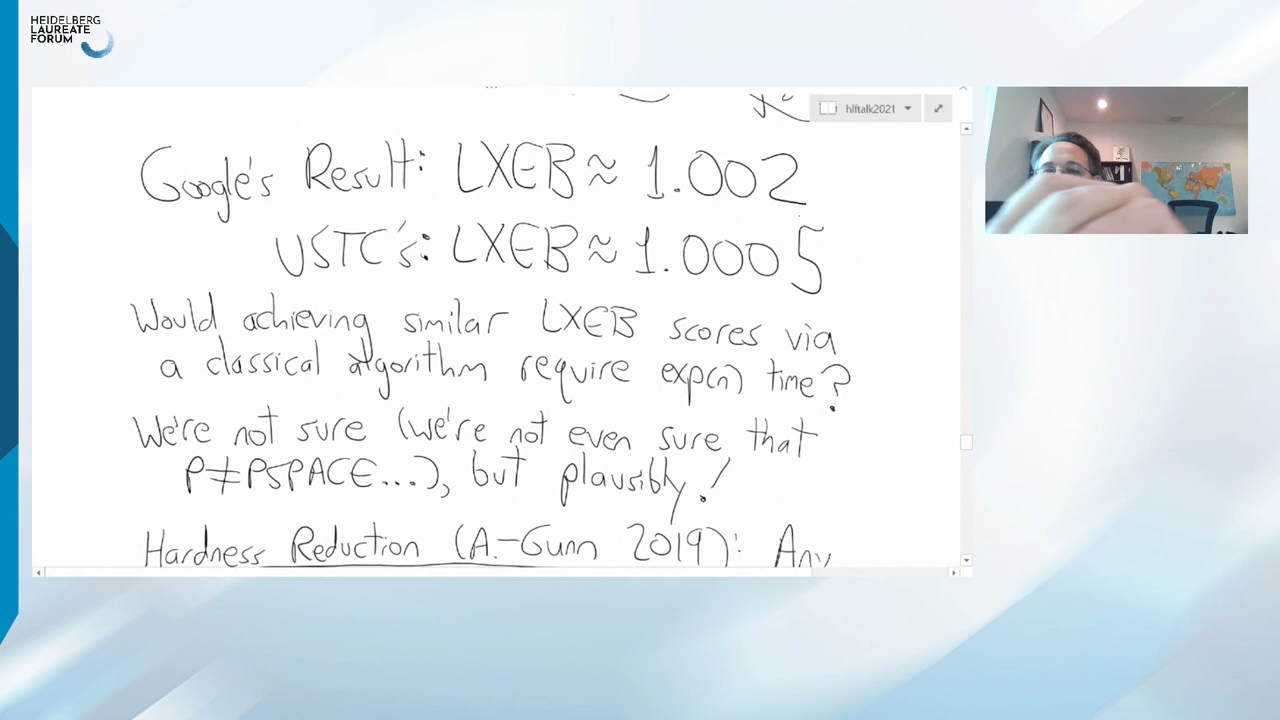 HEIDELBERG
LAUREATE
FORUM
hlftalk2021
Google's Result: LXEB ≈ 1.002
USTC's: LXEB ≈ 1.0005
Would achieving similar LXEB scores via
a classical algorithm require exp(n) time?
We're not sure (we're not even sure that
P≠PSPACE...), but plausibly!
Hardness Reduction (A.-Gunn 2019): Any